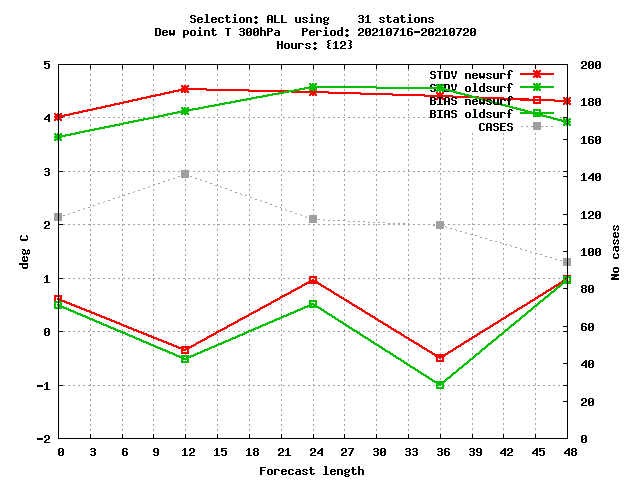 Selection: ALL using    31 stations
Dew point T 300hPa   Period: 20210716-20210720
Hours: {12}
5
4
3
2
1
0
-1
-2
deg C
200
180
160
140
120
100
80
60
40
20
0
No cases
STDV newsurf
STDV oldsurf
BIAS newsurf
BIAS oldsurf
CASES
0 3 6 9 12 15 18 21 24 27 30 33 36 39 42 45 48
Forecast length